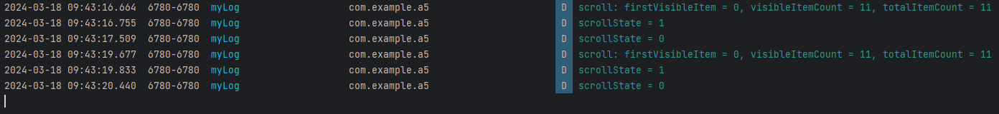 2024-03-18 09:43:16.664 6780-6780 myLog com.example.a5 D scroll: firstVisibleItem = 0, visibleItemCount = 11, totalItemCount = 11
2024-03-18 09:43:16.755 6780-6780 myLog com.example.a5 D scrollState = 1
2024-03-18 09:43:17.509 6780-6780 myLog com.example.a5 D scrollState = 0
2024-03-18 09:43:19.677 6780-6780 myLog com.example.a5 D scroll: firstVisibleItem = 0, visibleItemCount = 11, totalItemCount = 11
2024-03-18 09:43:19.833 6780-6780 myLog com.example.a5 D scrollState = 1
2024-03-18 09:43:20.440 6780-6780 myLog com.example.a5 D scrollState = 0